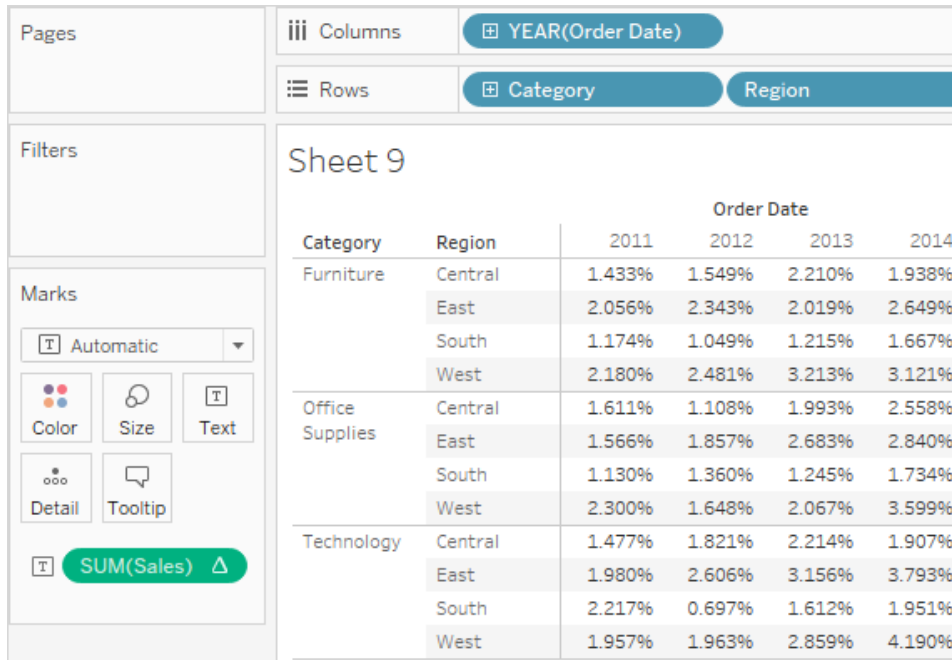 Pages
iii Columns
YEAR(Order Date)
Rows
Category
Region
Filters
Sheet 9
Order Date
Category Region 2011 2012 2013 2014
Furniture Central 1.433% 1.549% 2.210% 1.938%
East 2.056% 2.343% 2.019% 2.649%
South 1.174% 1.049% 1.215% 1.667%
West 2.180% 2.481% 3.213% 3.121%
Office Supplies Central 1.611% 1.108% 1.993% 2.558%
East 1.566% 1.857% 2.683% 2.840%
South 1.130% 1.360% 1.245% 1.734%
West 2.300% 1.648% 2.067% 3.599%
Technology Central 1.477% 1.821% 2.214% 1.907%
East 1.980% 2.606% 3.156% 3.793%
South 2.217% 0.697% 1.612% 1.951%
West 1.957% 1.963% 2.859% 4.190%
Marks
T Automatic
Color Size T Text
Detail Tooltip
T SUM(Sales) Δ